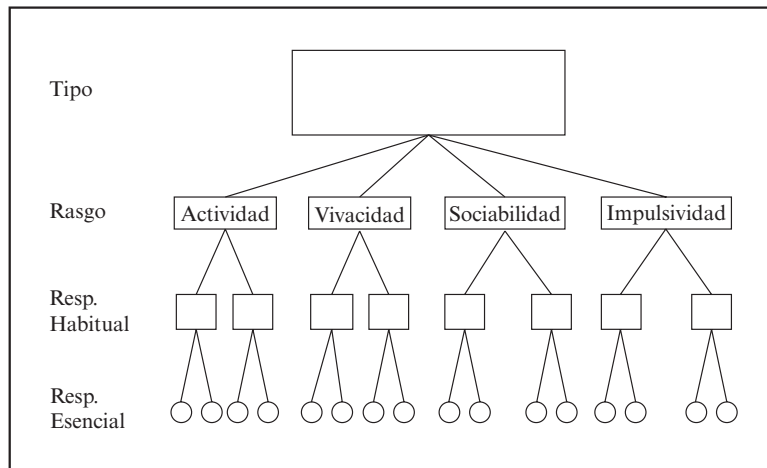 Tipo
Rasgo
Actividad
Vivacidad
Sociabilidad
Impulsividad
Resp.
Habitual
Resp.
Esencial